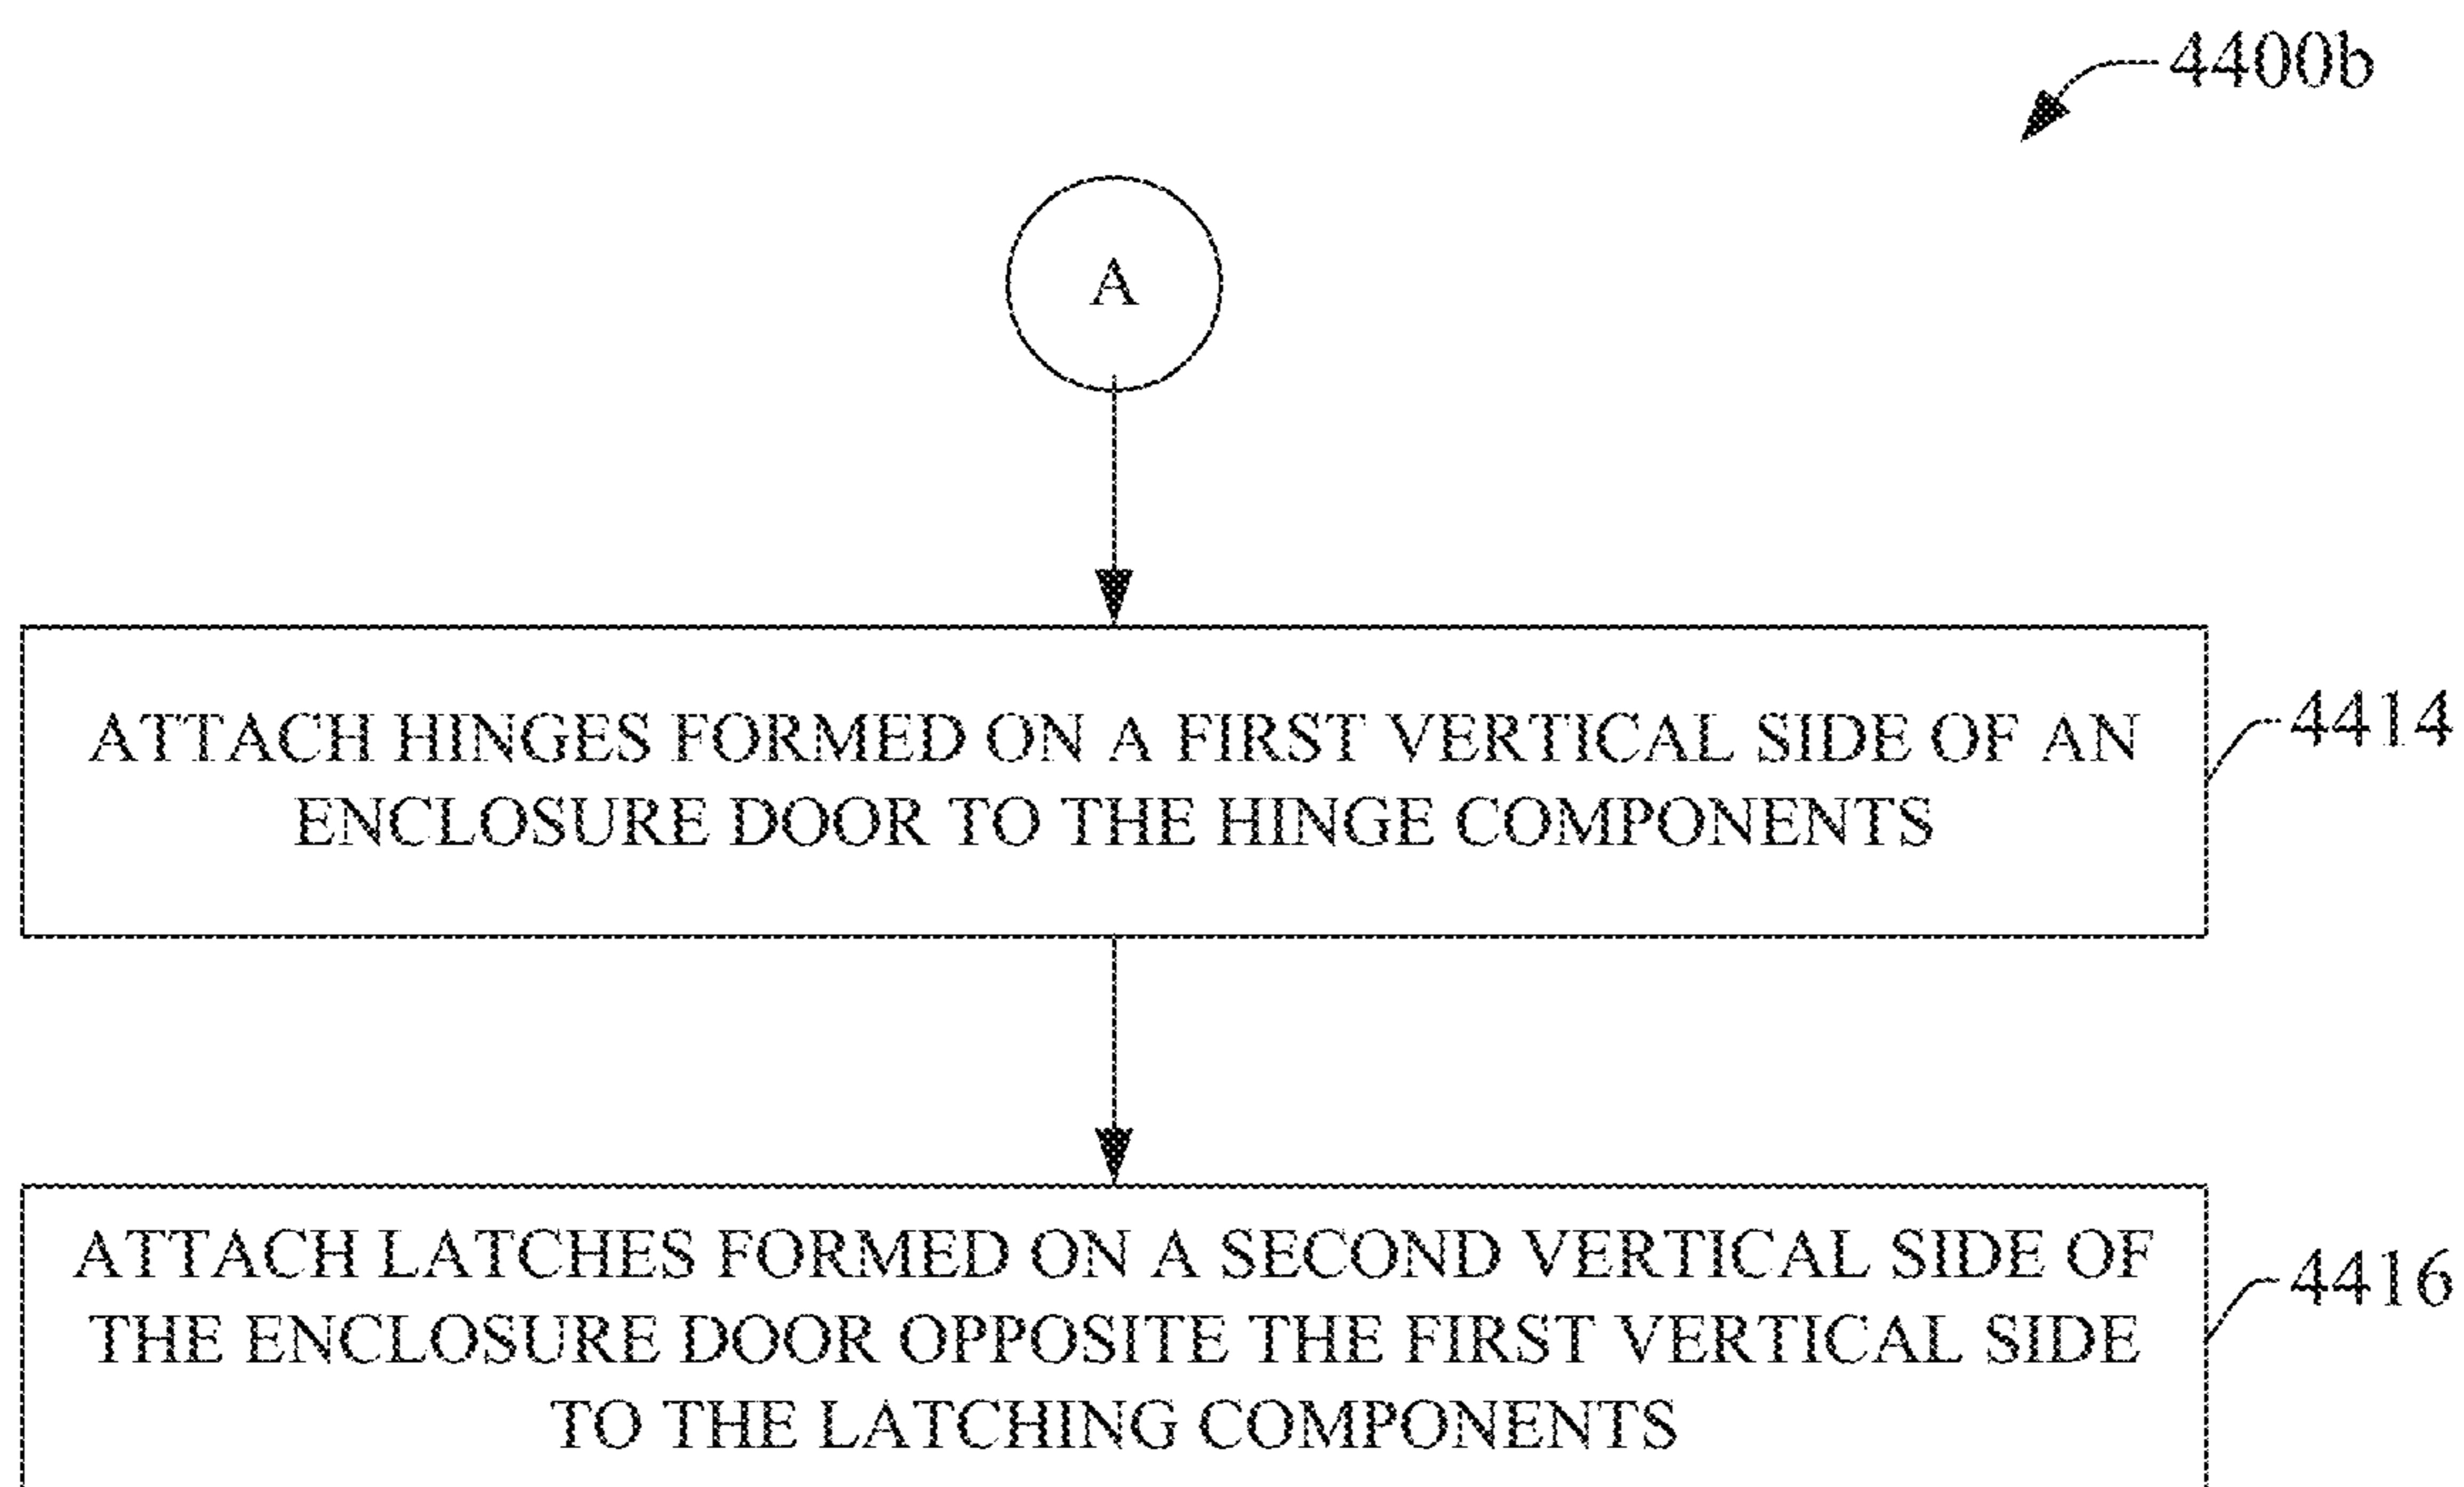 4400b
A
ATTACH HINGES FORMED ON A FIRST VERTICAL SIDE OF AN
ENCLOSURE DOOR TO THE HINGE COMPONENTS
4414
ATTACH LATCHES FORMED ON A SECOND VERTICAL SIDE OF
THE ENCLOSURE DOOR OPPOSITE THE FIRST VERTICAL SIDE
TO THE LATCHING COMPONENTS
4416